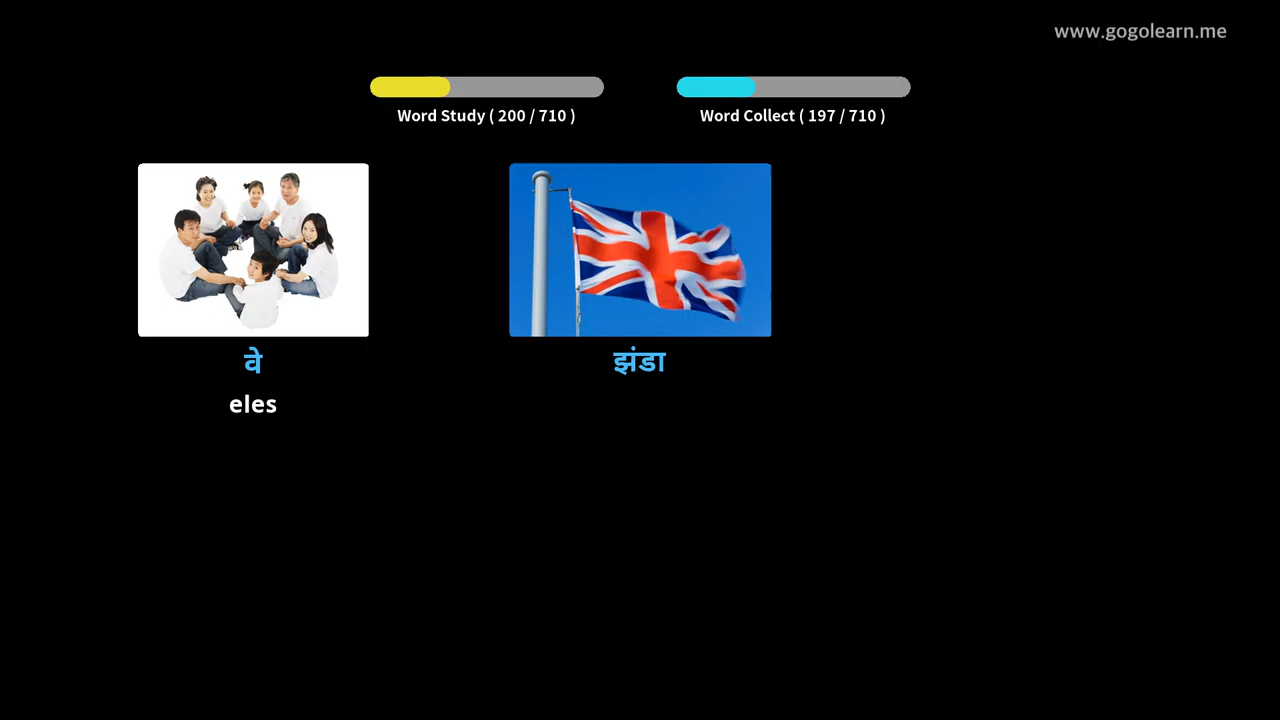 www.gogolearn.me
Word Study ( 200 / 710 )
Word Collect ( 197 / 710 )
वे
झंडा
eles